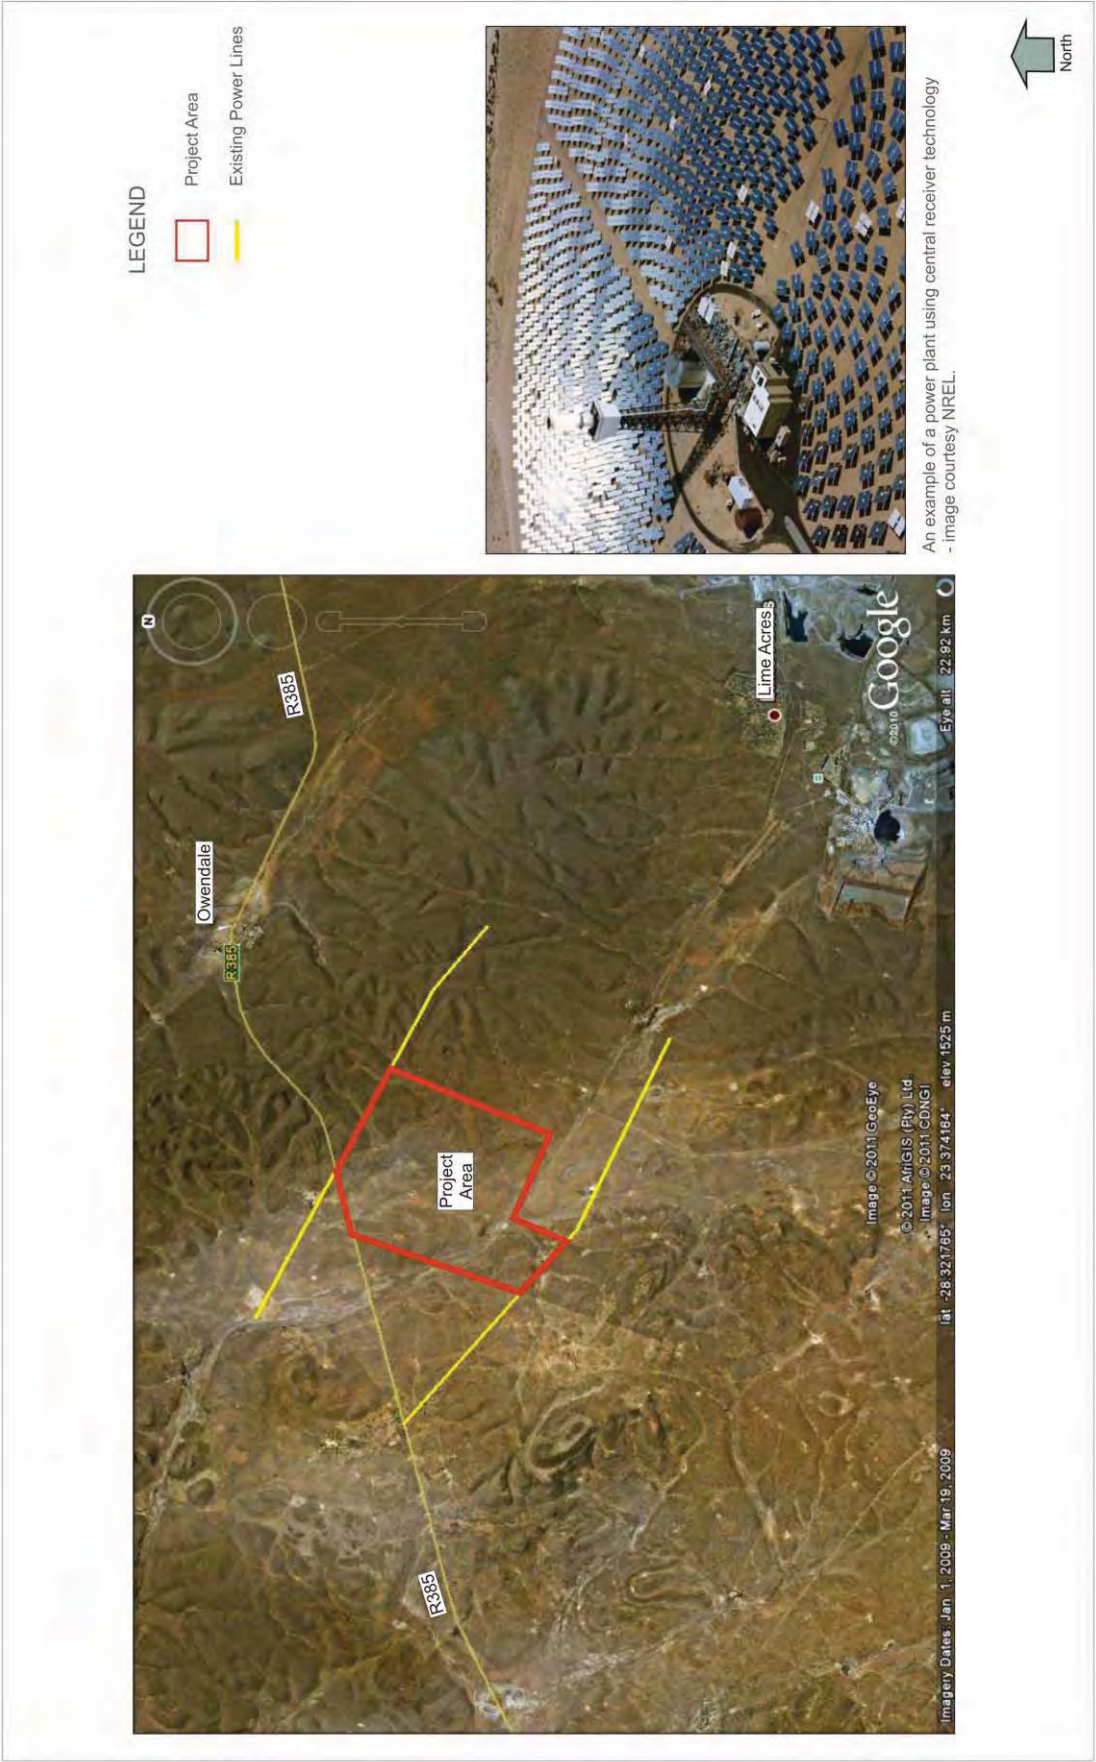 LEGEND
Project Area
Existing Power Lines
North
An example of a power plant using central receiver technology
- image courtesy NREL.
N
R385
Owendale
R385
Project
Area
R385
Lime Acres
Image © 2011 GeoEye
© 2011 AfriGIS (Pty) Ltd.
Image © 2011 CDNGI
©2010 Google
Imagery Dates: Jan 1, 2009 - Mar 19, 2009
lat -28.321765° lon 23.374164° elev 1525 m
Eye alt 22.92 km